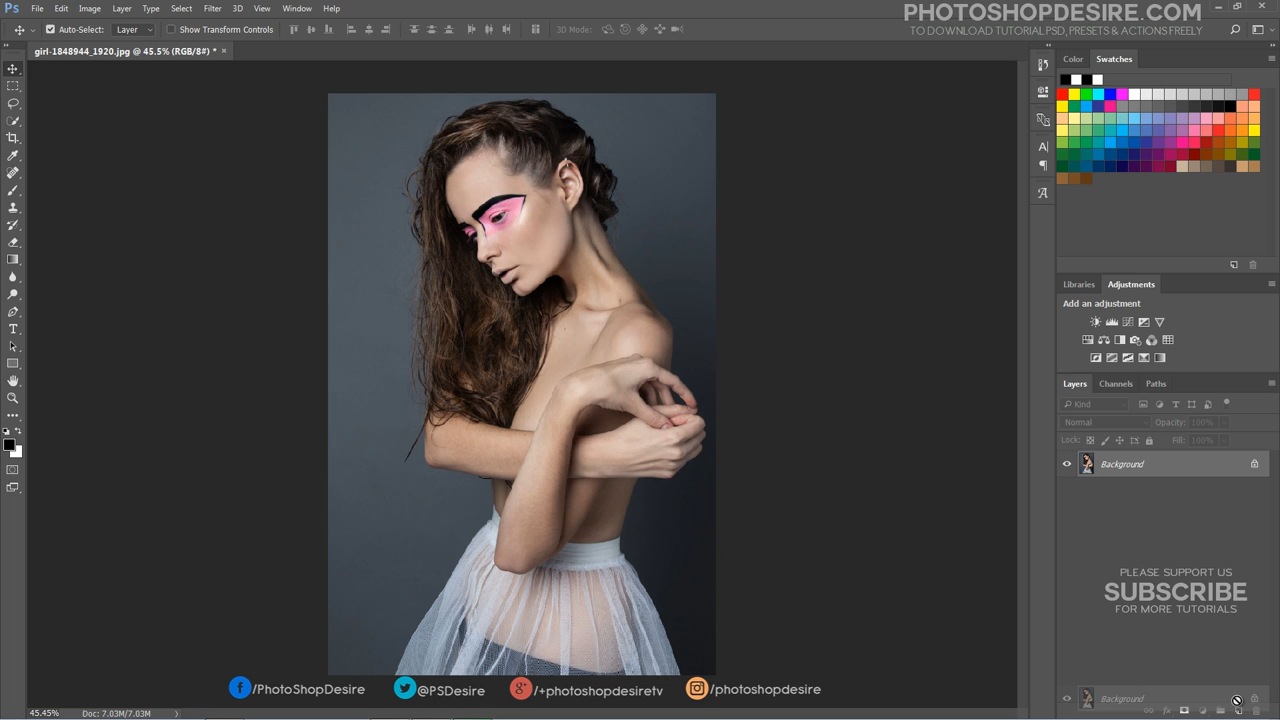 Ps File Edit Image Layer Type Select Filter 3D View Window Help
PHOTOSHOPDESIRE.COM
TO DOWNLOAD TUTORIAL PSD, PRESETS & ACTIONS FREELY
Auto-Select: Layer Show Transform Controls 3D Mode:
girl-1848944_1920.jpg @ 45.5% (RGB/8#) * ×
Color Swatches
Libraries Adjustments
Add an adjustment
Layers Channels Paths
Kind
Normal Opacity: 100%
Lock: Fill: 100%
Background
PLEASE SUPPORT US
SUBSCRIBE
FOR MORE TUTORIALS
Background
/PhotoShopDesire @PSDesire /+photoshopdesiretv /photoshopdesire
45.45% Doc: 7.03M/7.03M